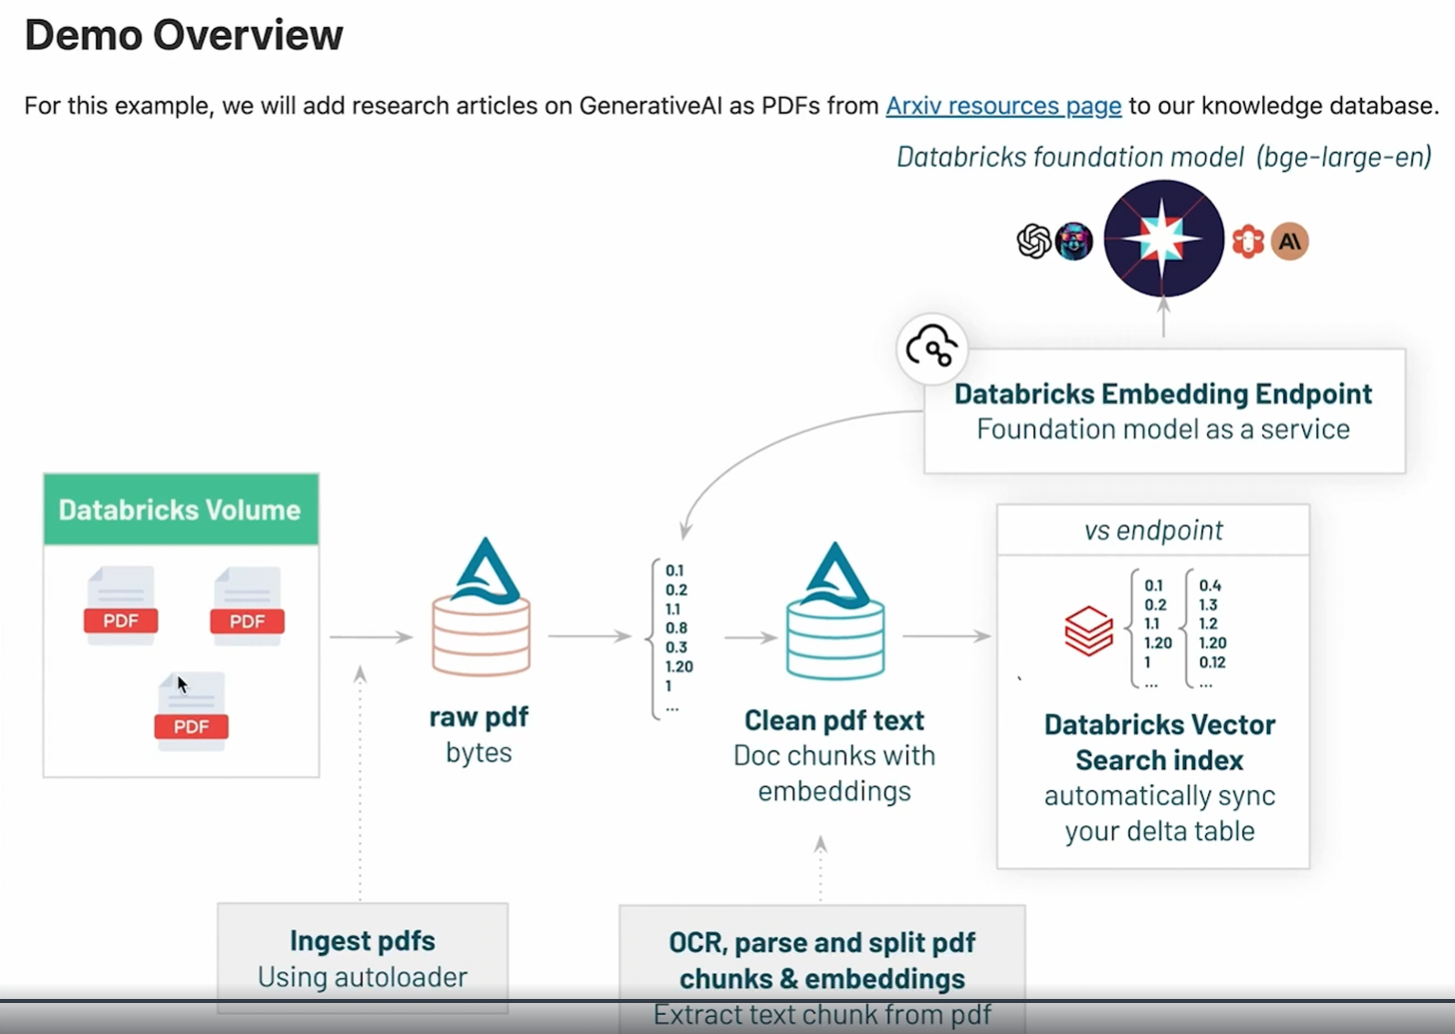 Demo Overview
For this example, we will add research articles on GenerativeAI as PDFs from Arxiv resources page to our knowledge database.
Databricks foundation model (bge-large-en)
A\
Databricks Embedding Endpoint
Foundation model as a service
Databricks Volume
PDF
PDF
PDF
raw pdf
bytes
0.1
0.2
1.1
0.8
0.3
1.20
1
...
Clean pdf text
Doc chunks with
embeddings
vs endpoint
0.1 0.4
0.2 1.3
1.1 1.2
1.20 1.20
1 0.12
... ...
Databricks Vector
Search index
automatically sync
your delta table
Ingest pdfs
Using autoloader
OCR, parse and split pdf
chunks & embeddings
Extract text chunk from pdf